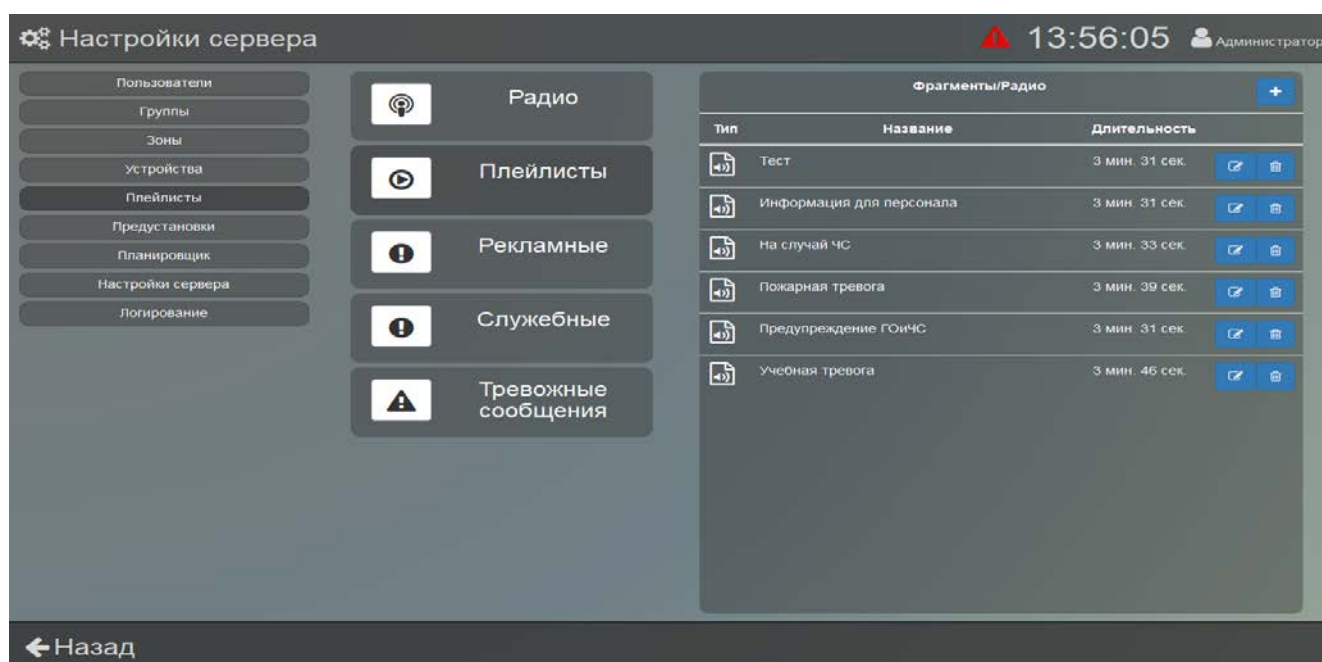 Настройки сервера
13:56:05
Администратор
Пользователи
Группы
Зоны
Устройства
Плейлисты
Предустановки
Планировщик
Настройки сервера
Логирование
Радио
Плейлисты
Рекламные
Служебные
Тревожные
сообщения
Фрагменты/Радио
+
Тип Название Длительность
Тест 3 мин. 31 сек.
Информация для персонала 3 мин. 31 сек.
На случай ЧС 3 мин. 33 сек.
Пожарная тревога 3 мин. 39 сек.
Предупреждение ГОиЧС 3 мин. 31 сек.
Учебная тревога 3 мин. 46 сек.
Назад